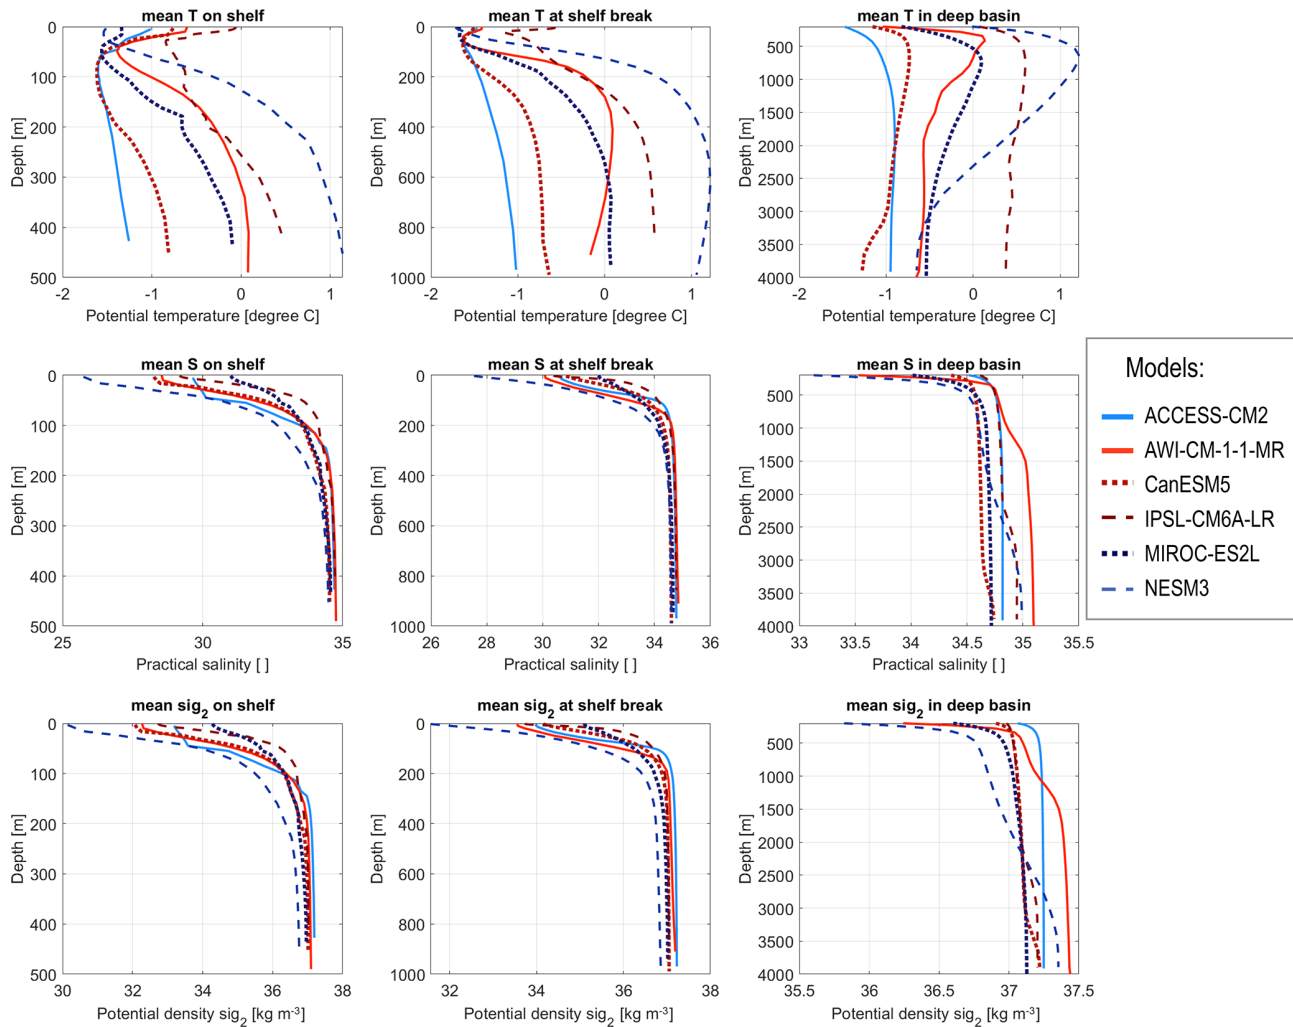 mean T on shelf
0
100
200
300
400
500
Depth [m]
-2
-1
0
1
Potential temperature [degree C]
mean T at shelf break
0
200
400
600
800
1000
Depth [m]
-2
-1
0
1
Potential temperature [degree C]
mean T in deep basin
500
1000
1500
2000
2500
3000
3500
4000
Depth [m]
-2
-1
0
1
Potential temperature [degree C]
mean S on shelf
0
100
200
300
400
500
Depth [m]
25
30
35
Practical salinity [ ]
mean S at shelf break
0
200
400
600
800
1000
Depth [m]
26
28
30
32
34
36
Practical salinity [ ]
mean S in deep basin
500
1000
1500
2000
2500
3000
3500
4000
Depth [m]
33
33.5
34
34.5
35
35.5
Practical salinity [ ]
Models:
ACCESS-CM2
AWI-CM-1-1-MR
CanESM5
IPSL-CM6A-LR
MIROC-ES2L
NESM3
mean sig2 on shelf
0
100
200
300
400
500
Depth [m]
30
32
34
36
38
Potential density sig2 [kg m-3]
mean sig2 at shelf break
0
200
400
600
800
1000
Depth [m]
32
34
36
38
Potential density sig2 [kg m-3]
mean sig2 in deep basin
500
1000
1500
2000
2500
3000
3500
4000
Depth [m]
35.5
36
36.5
37
37.5
Potential density sig2 [kg m-3]